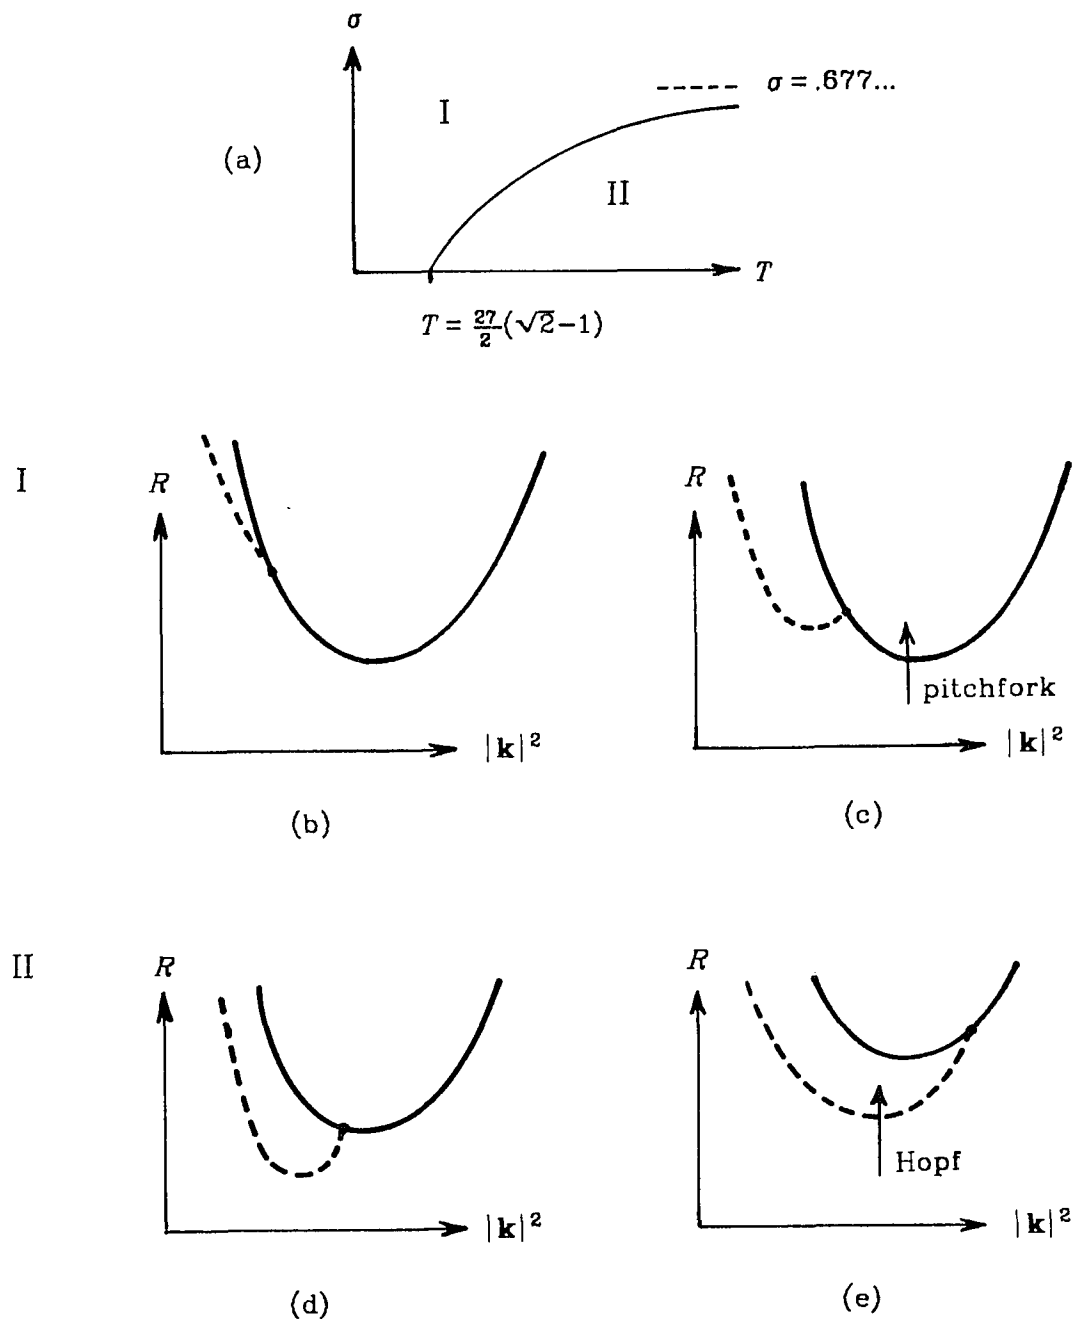 σ
σ = .677...
I
(a)
II
T
T = 27/2 (√2−1)
I
R
R
pitchfork
|k|²
|k|²
(b)
(c)
II
R
R
Hopf
|k|²
|k|²
(d)
(e)